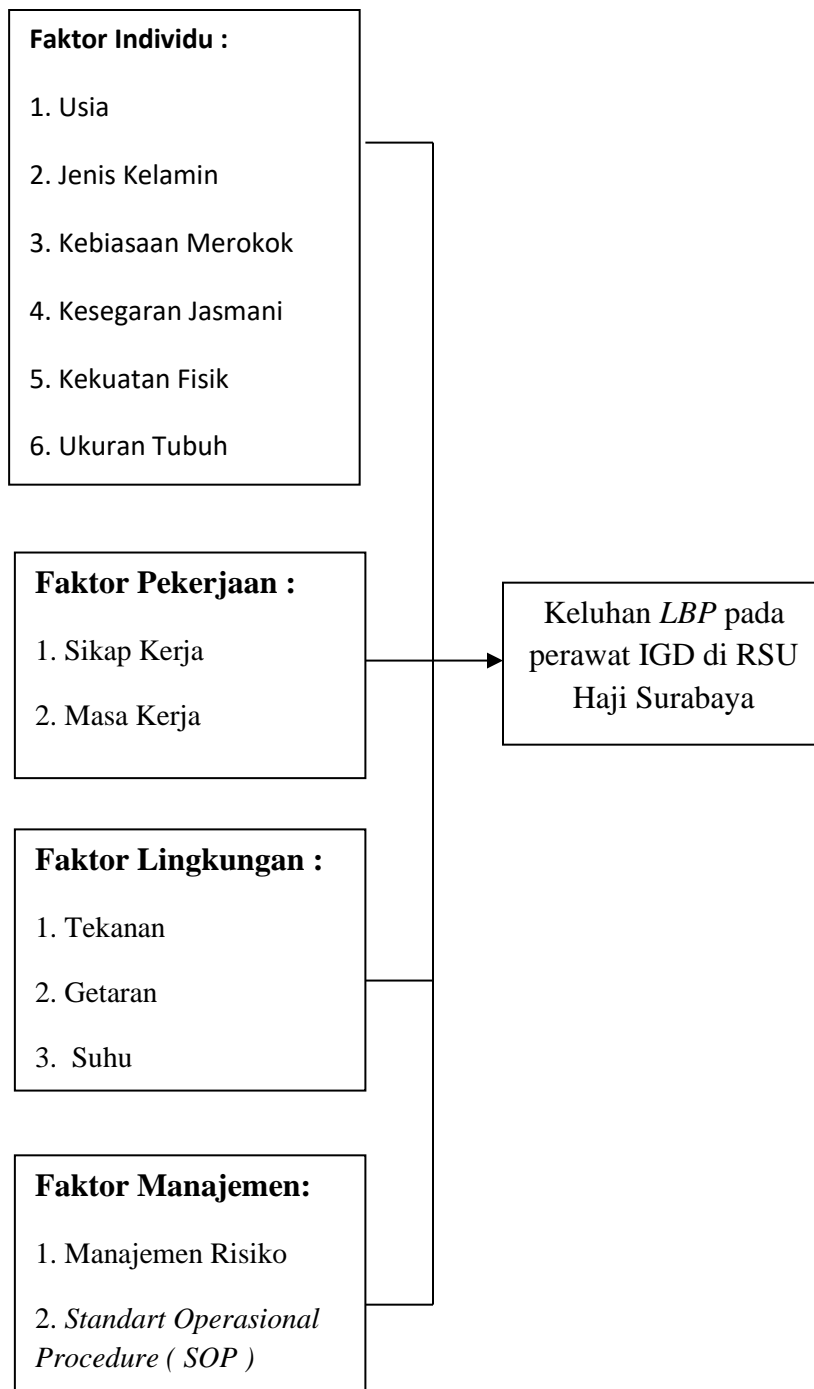 Faktor Individu :
1. Usia
2. Jenis Kelamin
3. Kebiasaan Merokok
4. Kesegaran Jasmani
5. Kekuatan Fisik
6. Ukuran Tubuh
Faktor Pekerjaan :
1. Sikap Kerja
2. Masa Kerja
Keluhan LBP pada
perawat IGD di RSU
Haji Surabaya
Faktor Lingkungan :
1. Tekanan
2. Getaran
3. Suhu
Faktor Manajemen:
1. Manajemen Risiko
2. Standart Operasional
Procedure ( SOP )